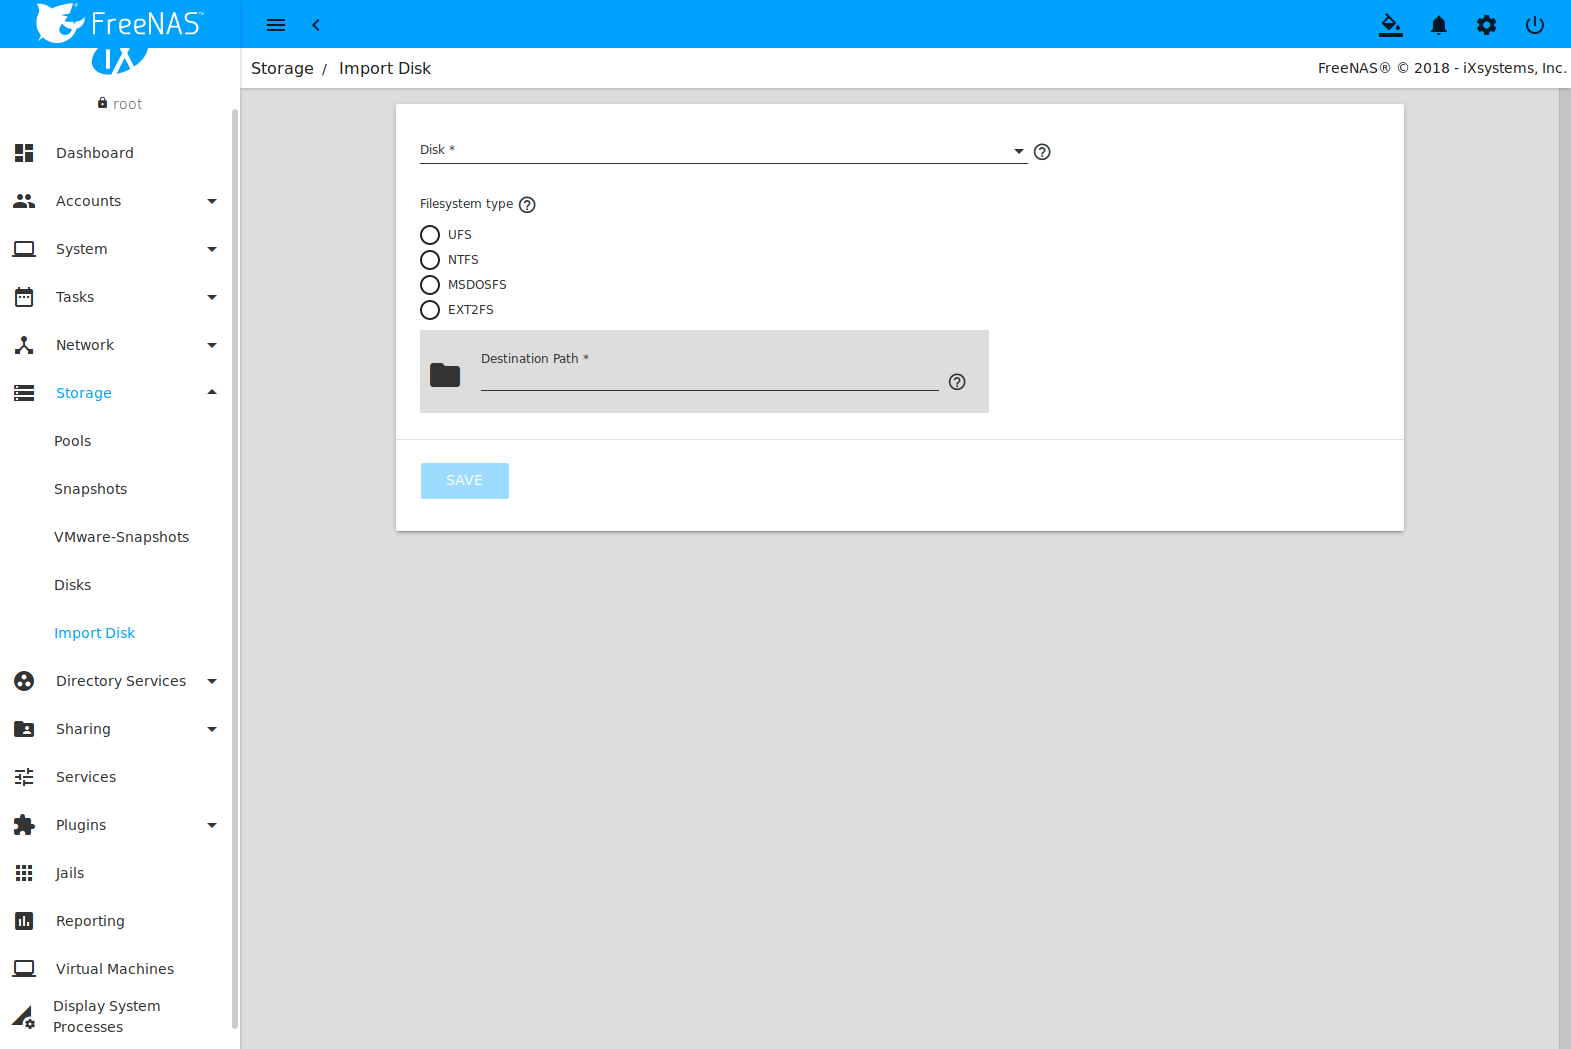 FreeNAS™
iX
root
Dashboard
Accounts
System
Tasks
Network
Storage
Pools
Snapshots
VMware-Snapshots
Disks
Import Disk
Directory Services
Sharing
Services
Plugins
Jails
Reporting
Virtual Machines
Display System
Processes
Storage / Import Disk
FreeNAS® © 2018 - iXsystems, Inc.
Disk *
Filesystem type
UFS
NTFS
MSDOSFS
EXT2FS
Destination Path *
SAVE